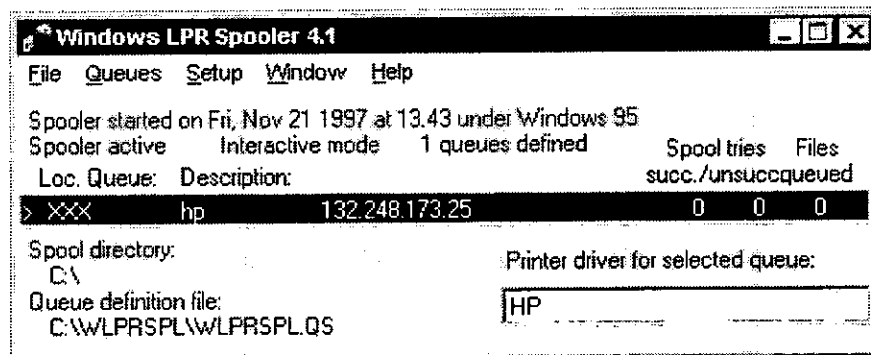 Windows LPR Spooler 4.1
File Queues Setup Window Help
Spooler started on Fri, Nov 21 1997 at 13.43 under Windows 95
Spooler active Interactive mode 1 queues defined Spool tries Files
Loc. Queue: Description: succ./unsuccqueued
> XXX hp 132.248.173.25 0 0 0
Spool directory:
C:\
Printer driver for selected queue:
HP
Queue definition file:
C:\WLPRSPL\WLPRSPL.QS